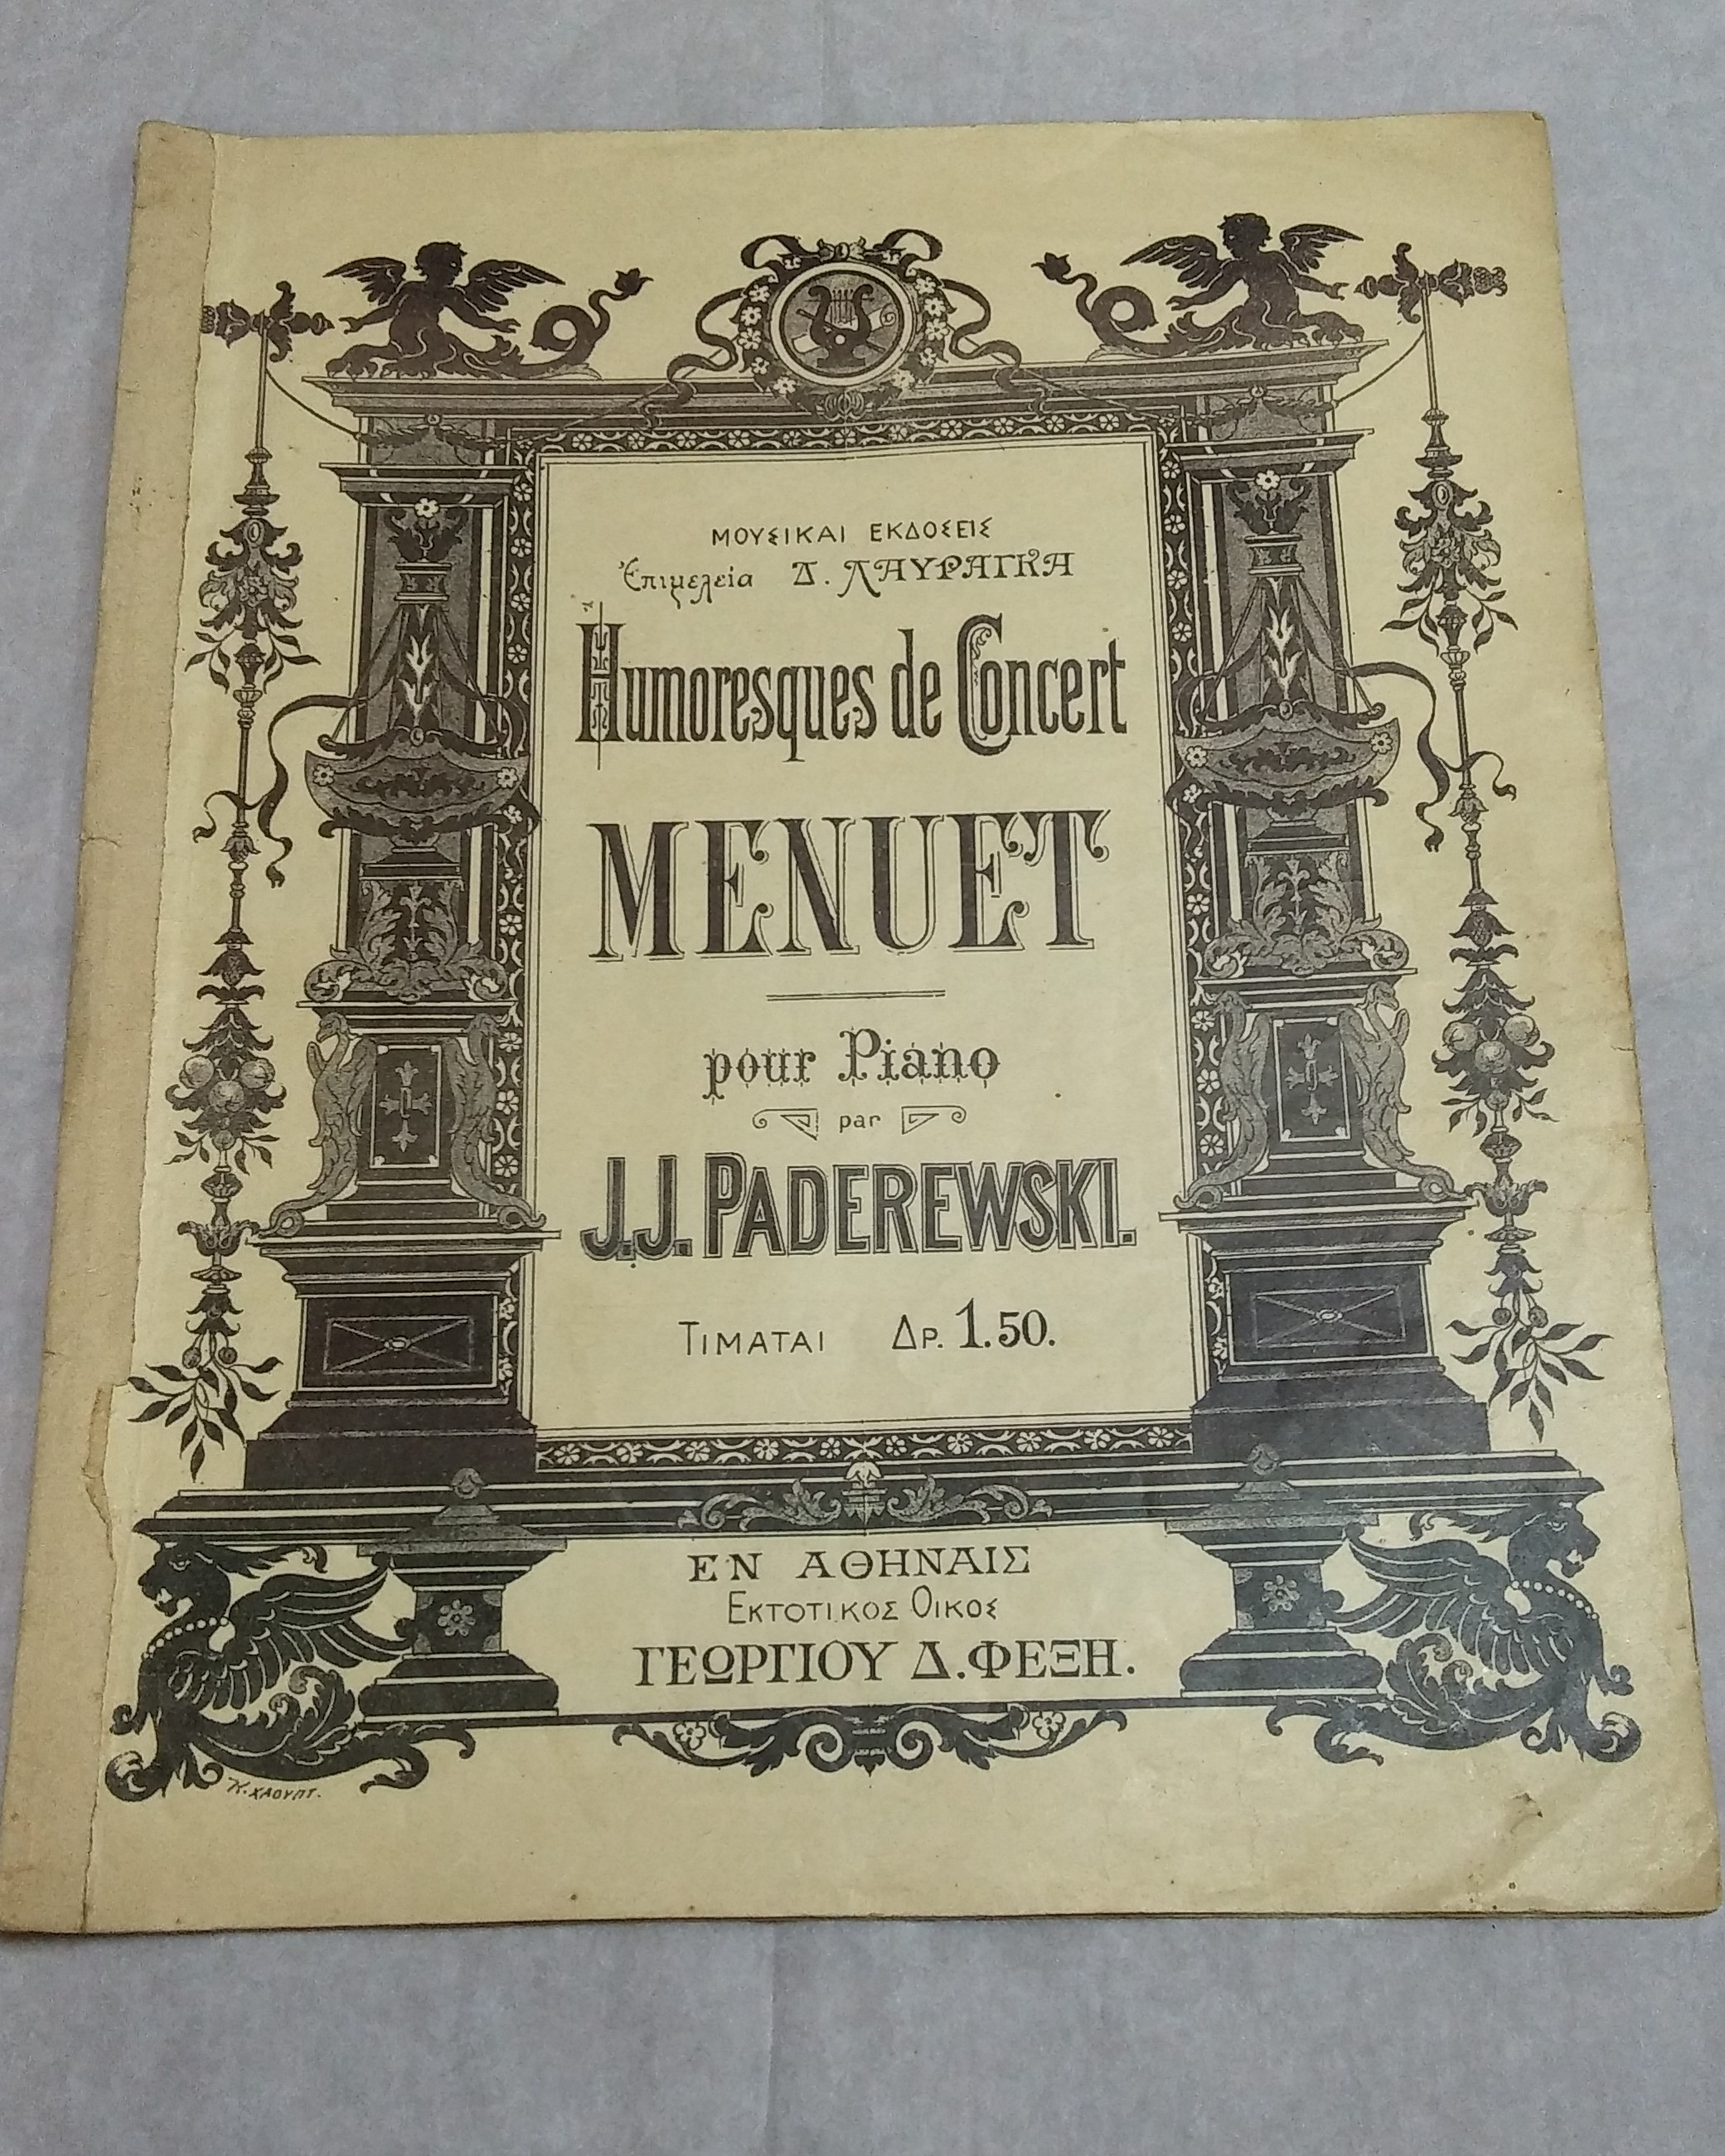 ΜΟΥΣΙΚΑΙ ΕΚΔΟΣΕΙΣ
Ἐπιμελεία Δ. ΛΑΥΡΑΓΚΑ
Humoresques de Concert
MENUET
pour Piano
par
J.J. PADEREWSKI.
ΤΙΜΑΤΑΙ ΔΡ. 1.50.
ΕΝ ΑΘΗΝΑΙΣ
ΕΚΤΟΤΙΚΟΣ ΟΙΚΟΣ
ΓΕΩΡΓΙΟΥ Δ. ΦΕΞΗ.
Κ. ΧΑΟΥΠΤ.